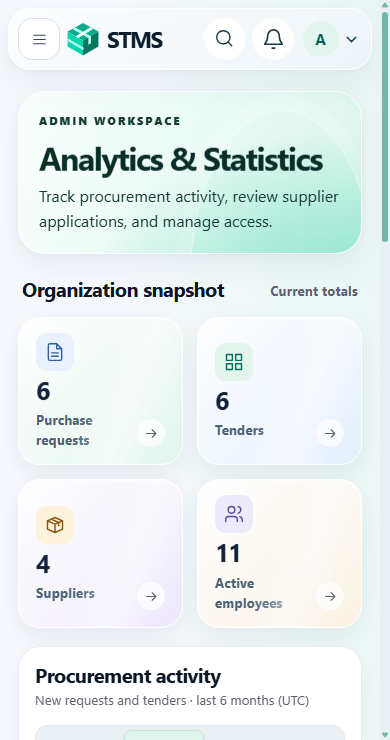 STMS
A
ADMIN WORKSPACE
Analytics & Statistics
Track procurement activity, review supplier
applications, and manage access.
Organization snapshot
Current totals
6
Purchase
requests
6
Tenders
4
Suppliers
11
Active
employees
Procurement activity
New requests and tenders · last 6 months (UTC)